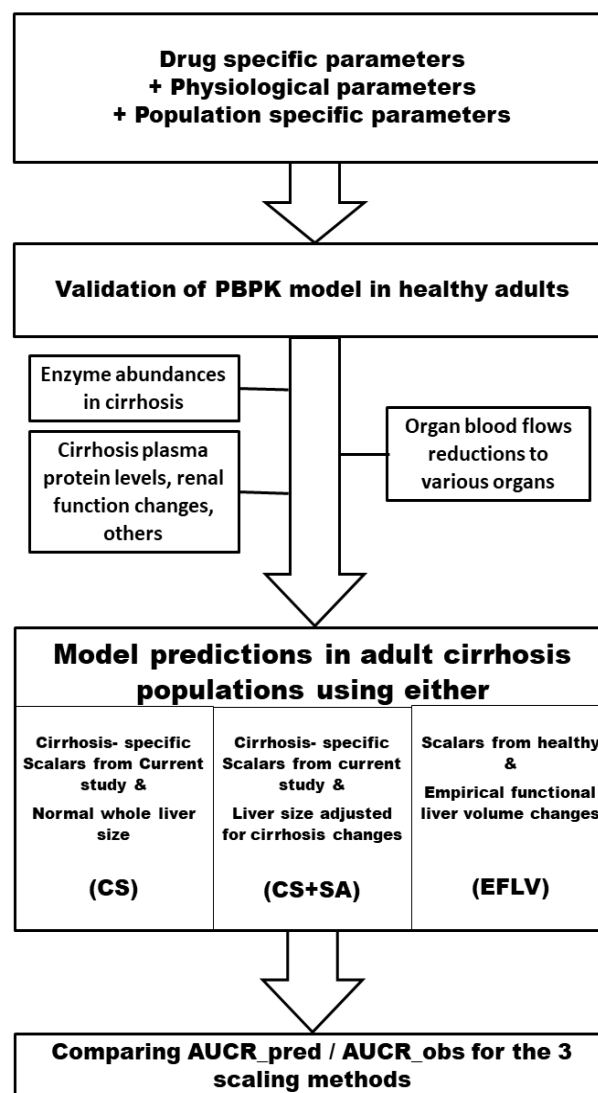 Drug specific parameters
+ Physiological parameters
+ Population specific parameters
Validation of PBPK model in healthy adults
Enzyme abundances
in cirrhosis
Cirrhosis plasma
protein levels, renal
function changes,
others
Organ blood flows
reductions to
various organs
Model predictions in adult cirrhosis
populations using either
Cirrhosis- specific
Scalars from Current
study &
Normal whole liver
size
(CS)
Cirrhosis- specific
Scalars from current
study &
Liver size adjusted
for cirrhosis changes
(CS+SA)
Scalars from healthy
&
Empirical functional
liver volume changes
(EFLV)
Comparing AUCR_pred / AUCR_obs for the 3
scaling methods